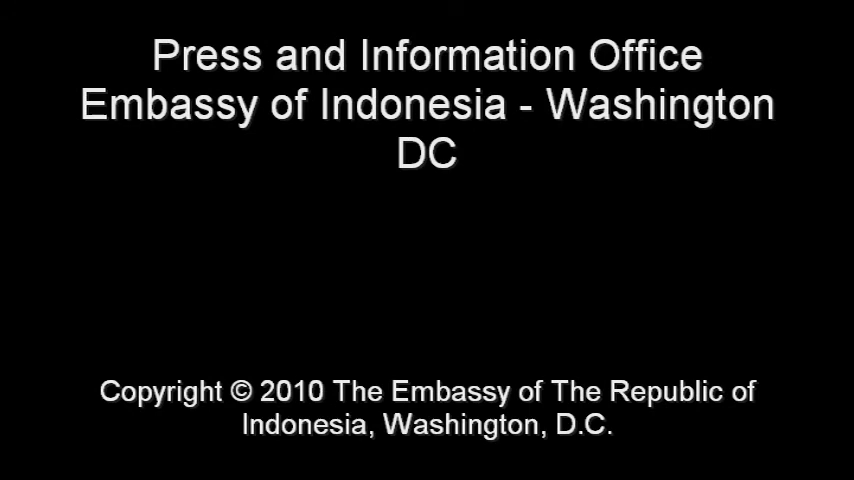 Press and Information Office
Embassy of Indonesia - Washington
DC
Copyright © 2010 The Embassy of The Republic of
Indonesia, Washington, D.C.